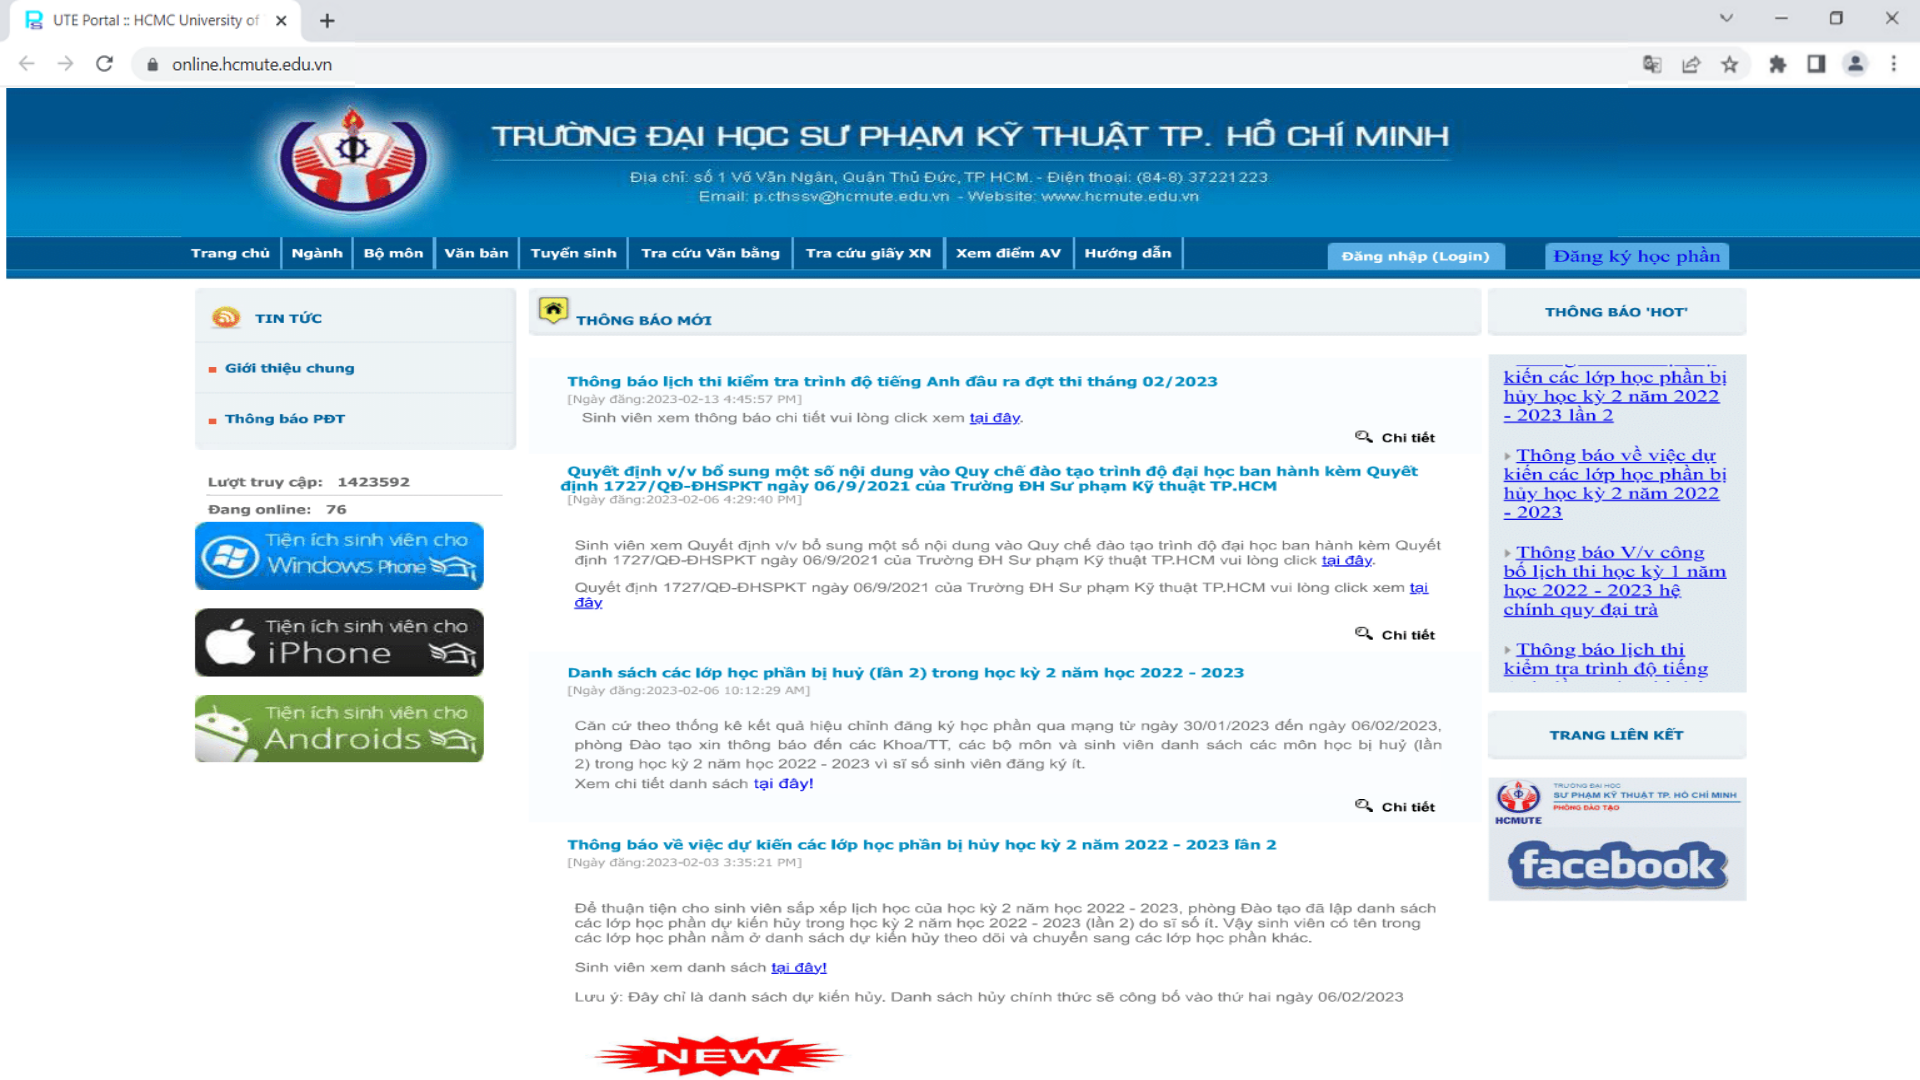 UTE Portal :: HCMC University of
online.hcmute.edu.vn
TRƯỜNG ĐẠI HỌC SƯ PHẠM KỸ THUẬT TP. HỒ CHÍ MINH
Địa chỉ: số 1 Võ Văn Ngân, Quận Thủ Đức, TP HCM. - Điện thoại: (84-8) 37221223
Email: p.cthssv@hcmute.edu.vn - Website: www.hcmute.edu.vn
Trang chủ Ngành Bộ môn Văn bản Tuyển sinh Tra cứu Văn bằng Tra cứu giấy XN Xem điểm AV Hướng dẫn Đăng nhập (Login) Đăng ký học phần
TIN TỨC
Giới thiệu chung
Thông báo PĐT
Lượt truy cập: 1423592
Đang online: 76
Tiện ích sinh viên cho
Windows Phone
Tiện ích sinh viên cho
iPhone
Tiện ích sinh viên cho
Androids
THÔNG BÁO MỚI
Thông báo lịch thi kiểm tra trình độ tiếng Anh đầu ra đợt thi tháng 02/2023
[Ngày đăng:2023-02-13 4:45:57 PM]
Sinh viên xem thông báo chi tiết vui lòng click xem tại đây.
Chi tiết
Quyết định v/v bổ sung một số nội dung vào Quy chế đào tạo trình độ đại học ban hành kèm Quyết
định 1727/QĐ-ĐHSPKT ngày 06/9/2021 của Trường ĐH Sư phạm Kỹ thuật TP.HCM
[Ngày đăng:2023-02-06 4:29:40 PM]
Sinh viên xem Quyết định v/v bổ sung một số nội dung vào Quy chế đào tạo trình độ đại học ban hành kèm Quyết
định 1727/QĐ-ĐHSPKT ngày 06/9/2021 của Trường ĐH Sư phạm Kỹ thuật TP.HCM vui lòng click tại đây.
Quyết định 1727/QĐ-ĐHSPKT ngày 06/9/2021 của Trường ĐH Sư phạm Kỹ thuật TP.HCM vui lòng click xem tại
đây
Chi tiết
Danh sách các lớp học phần bị huỷ (lần 2) trong học kỳ 2 năm học 2022 - 2023
[Ngày đăng:2023-02-06 10:12:29 AM]
Căn cứ theo thống kê kết quả hiệu chỉnh đăng ký học phần qua mạng từ ngày 30/01/2023 đến ngày 06/02/2023,
phòng Đào tạo xin thông báo đến các Khoa/TT, các bộ môn và sinh viên danh sách các môn học bị huỷ (lần
2) trong học kỳ 2 năm học 2022 - 2023 vì sĩ số sinh viên đăng ký ít.
Xem chi tiết danh sách tại đây!
Chi tiết
Thông báo về việc dự kiến các lớp học phần bị hủy học kỳ 2 năm 2022 - 2023 lần 2
[Ngày đăng:2023-02-03 3:35:21 PM]
Để thuận tiện cho sinh viên sắp xếp lịch học của học kỳ 2 năm học 2022 - 2023, phòng Đào tạo đã lập danh sách
các lớp học phần dự kiến hủy trong học kỳ 2 năm học 2022 - 2023 (lần 2) do sĩ số ít. Vậy sinh viên có tên trong
các lớp học phần nằm ở danh sách dự kiến hủy theo dõi và chuyển sang các lớp học phần khác.
Sinh viên xem danh sách tại đây!
Lưu ý: Đây chỉ là danh sách dự kiến hủy. Danh sách hủy chính thức sẽ công bố vào thứ hai ngày 06/02/2023
NEW
THÔNG BÁO 'HOT'
kiến các lớp học phần bị
hủy học kỳ 2 năm 2022
- 2023 lần 2
Thông báo về việc dự
kiến các lớp học phần bị
hủy học kỳ 2 năm 2022
- 2023
Thông báo V/v công
bố lịch thi học kỳ 1 năm
học 2022 - 2023 hệ
chính quy đại trà
Thông báo lịch thi
kiểm tra trình độ tiếng
TRANG LIÊN KẾT
TRƯỜNG ĐẠI HỌC
SƯ PHẠM KỸ THUẬT TP. HỒ CHÍ MINH
PHÒNG ĐÀO TẠO
HCMUTE
facebook